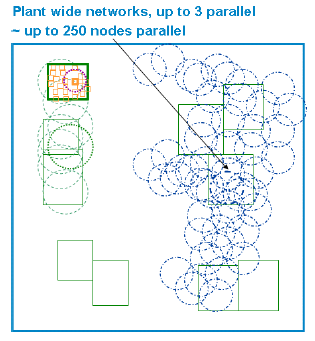 Plant wide networks, up to 3 parallel
~ up to 250 nodes parallel